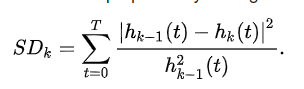 SD_k = \sum_{t=0}^{T} \frac{|h_{k-1}(t) - h_k(t)|^2}{h_{k-1}^2(t)}.